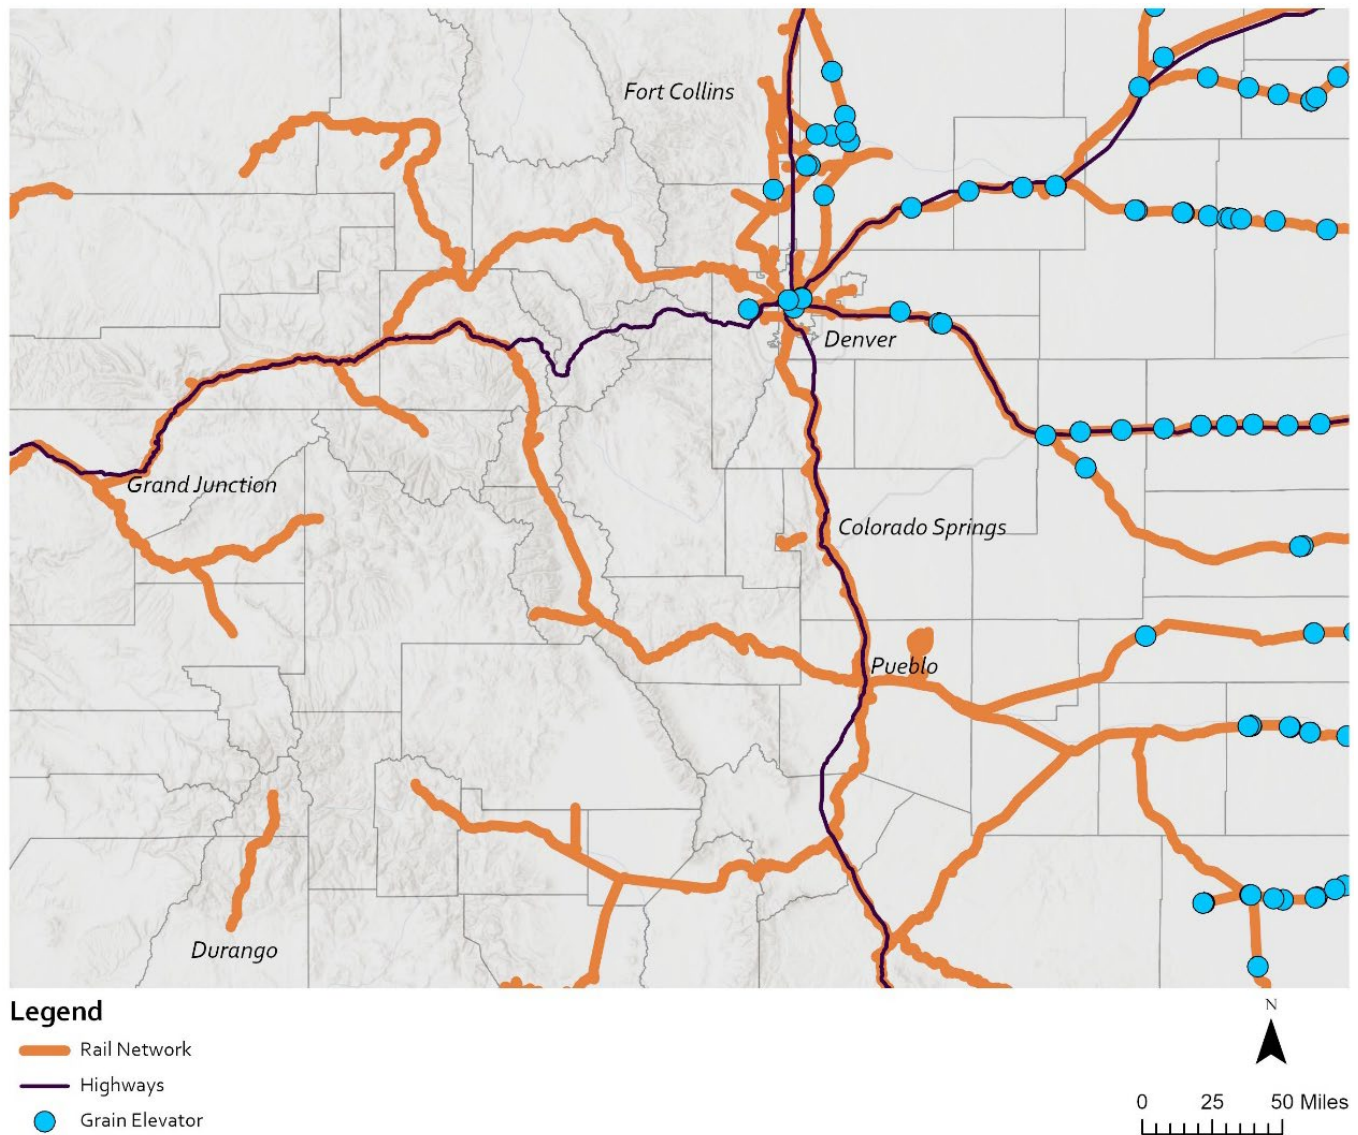 Fort Collins
Denver
Grand Junction
Colorado Springs
Pueblo
Durango
Legend
Rail Network
Highways
Grain Elevator
N
0 25 50 Miles